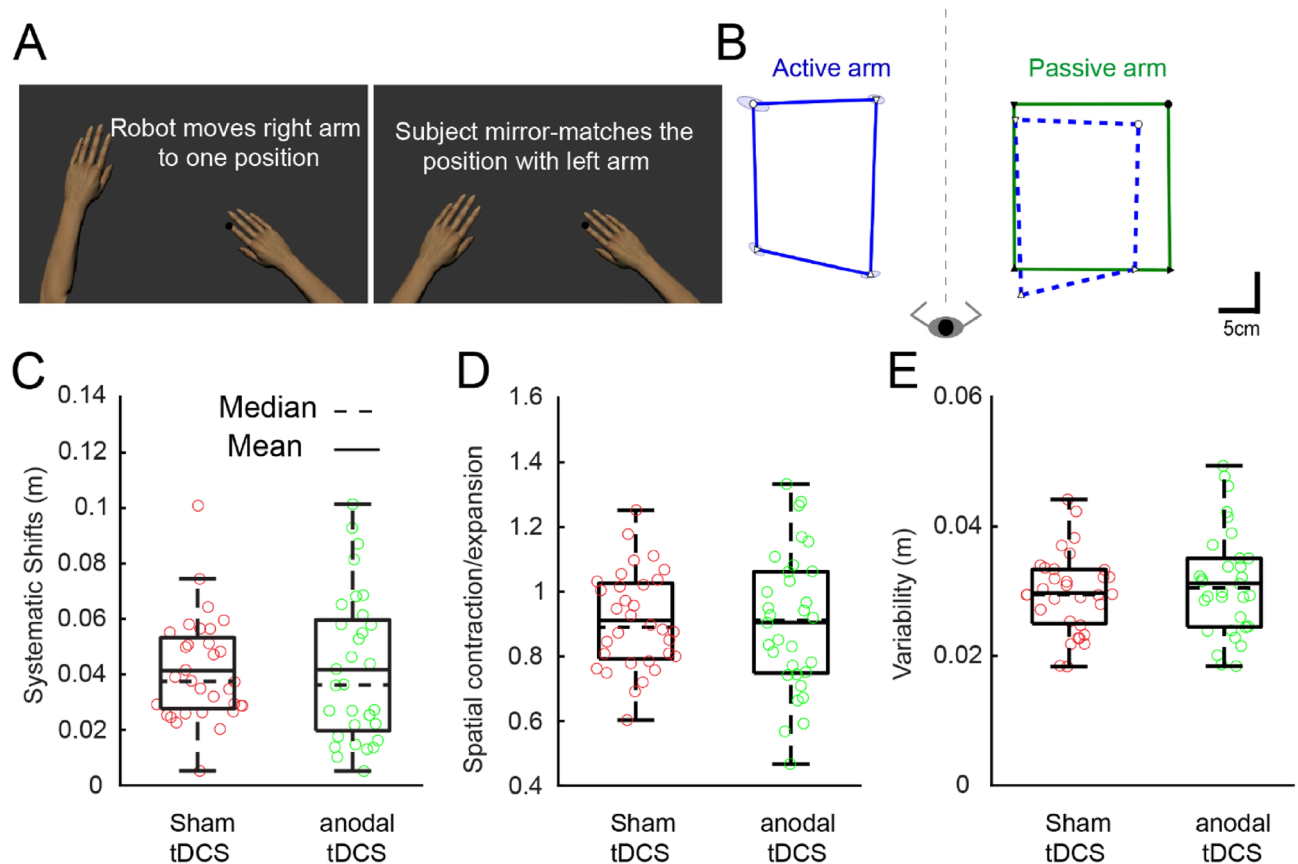 A
Robot moves right arm
to one position
Subject mirror-matches the
position with left arm
B
Active arm
Passive arm
5cm
C
Systematic Shifts (m)
0.14
0.12
0.1
0.08
0.06
0.04
0.02
0
Median
Mean
Sham
tDCS
anodal
tDCS
D
Spatial contraction/expansion
1.6
1.4
1.2
1
0.8
0.6
0.4
Sham
tDCS
anodal
tDCS
E
Variability (m)
0.06
0.04
0.02
0
Sham
tDCS
anodal
tDCS